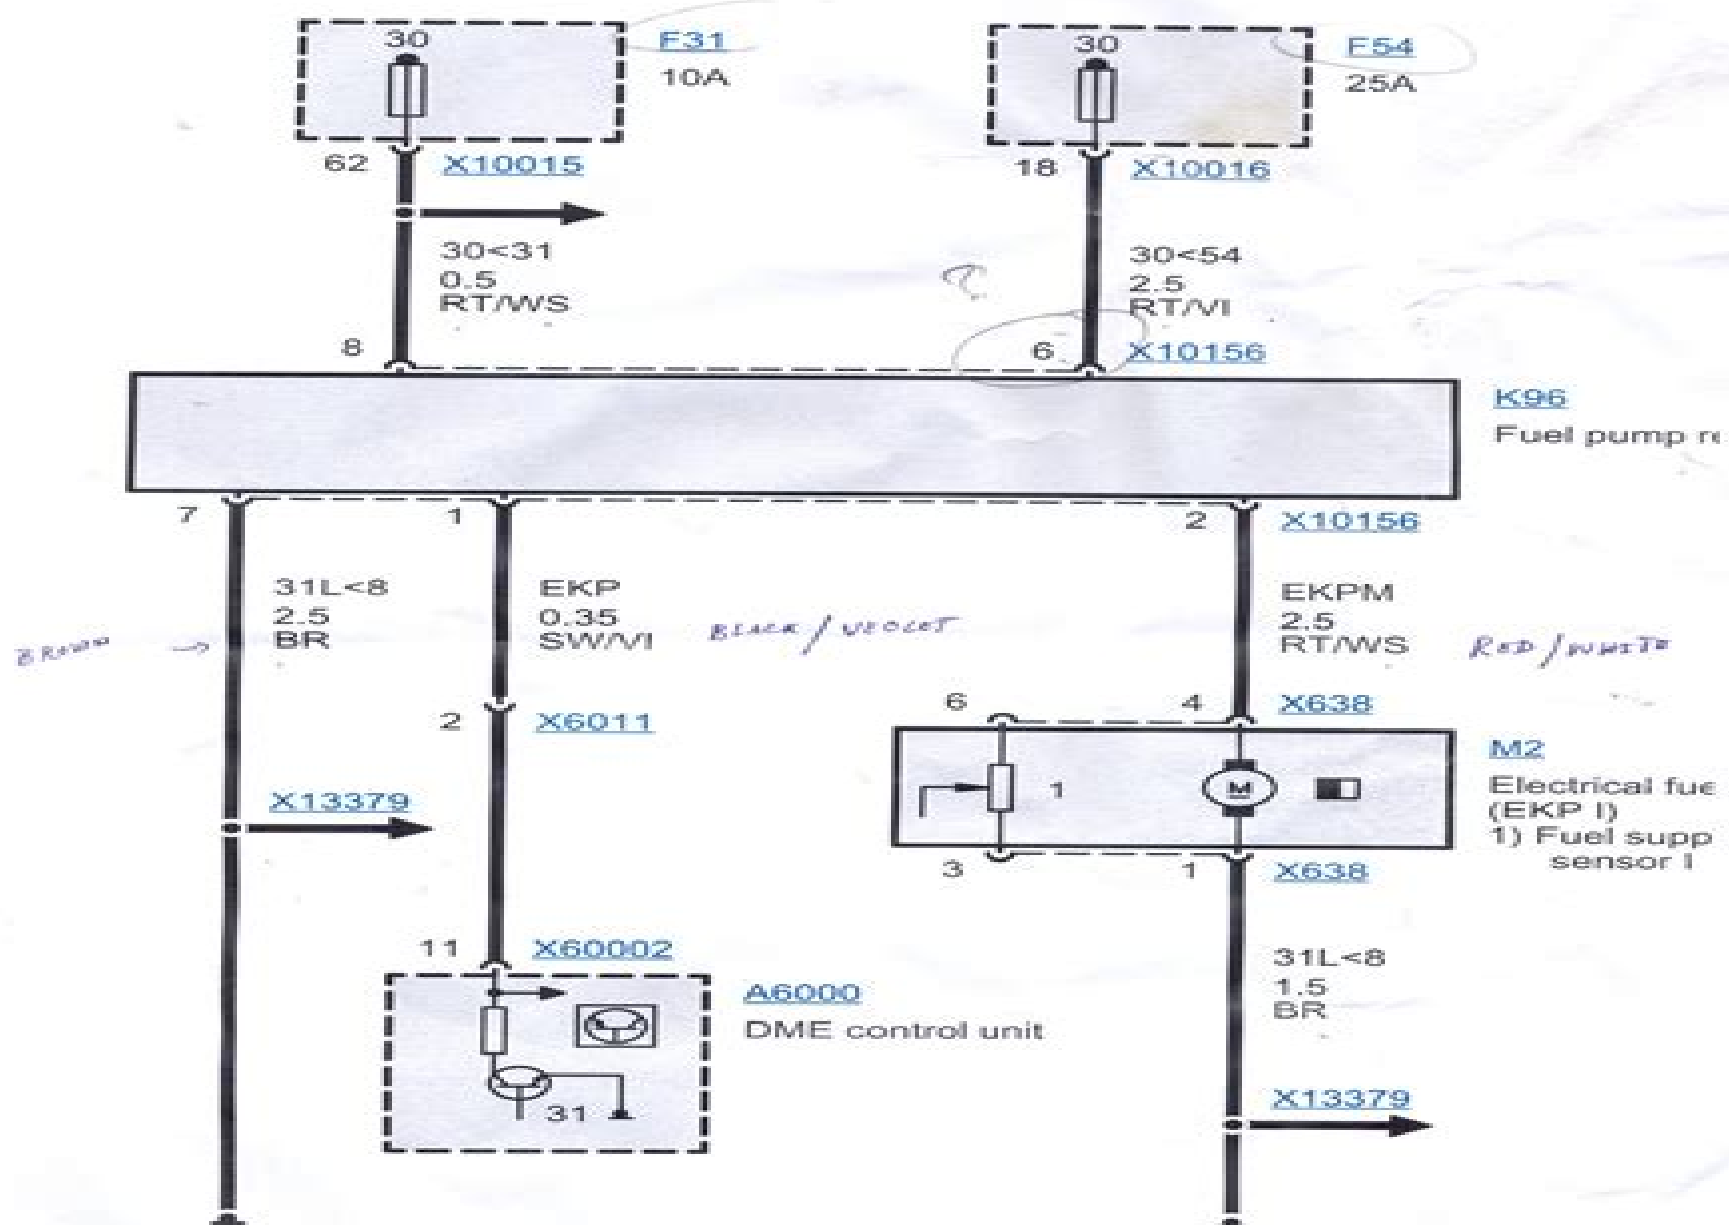 30
F31
10A
62 X10015
30<31
0.5
RT/WS
8
30
F54
25A
18 X10016
30<54
2.5
RT/VI
6 X10156
K96
Fuel pump
7
1
2 X10156
31L<8
2.5
BR
BROWN →
EKP
0.35
SW/VI
BLACK / VIOLET
EKPM
2.5
RT/WS
RED / WHITE
2 X6011
6
4 X638
M2
Electrical
(EKP I)
1) Fuel
sensor I
1
M
3
1 X638
X13379
11 X60002
A6000
DME control unit
31
31L<8
1.5
BR
X13379